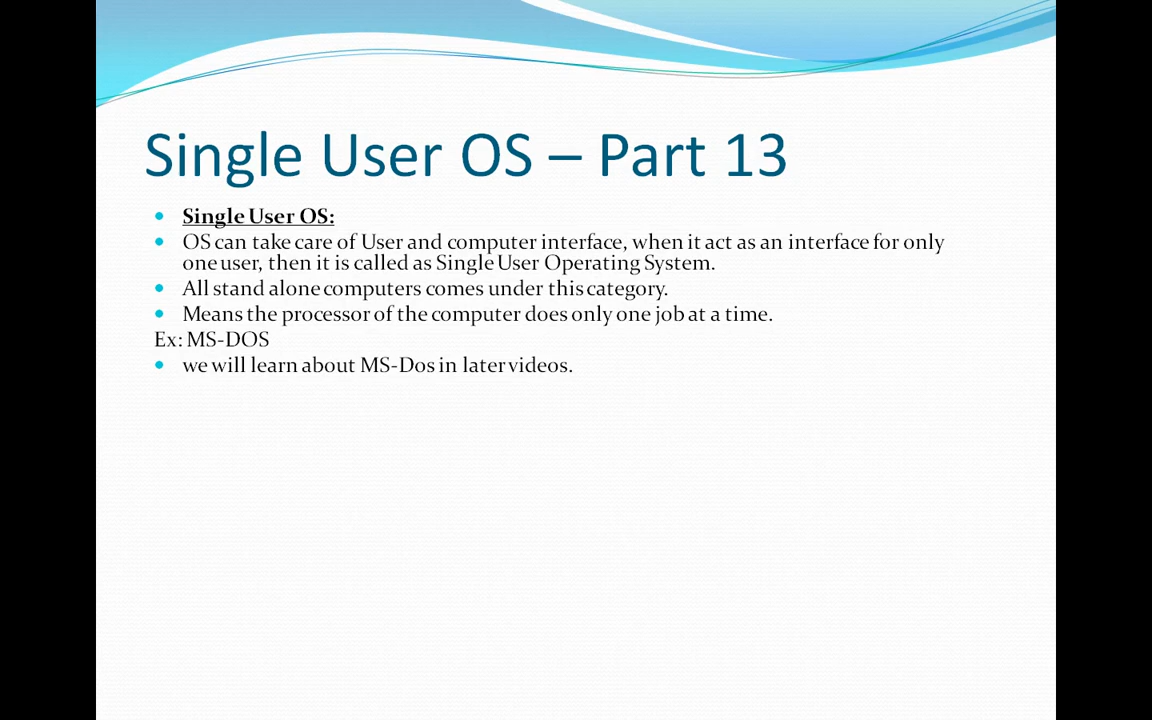 Single User OS – Part 13
Single User OS:
OS can take care of User and computer interface, when it act as an interface for only
one user, then it is called as Single User Operating System.
All stand alone computers comes under this category.
Means the processor of the computer does only one job at a time.
Ex: MS-DOS
we will learn about MS-Dos in later videos.